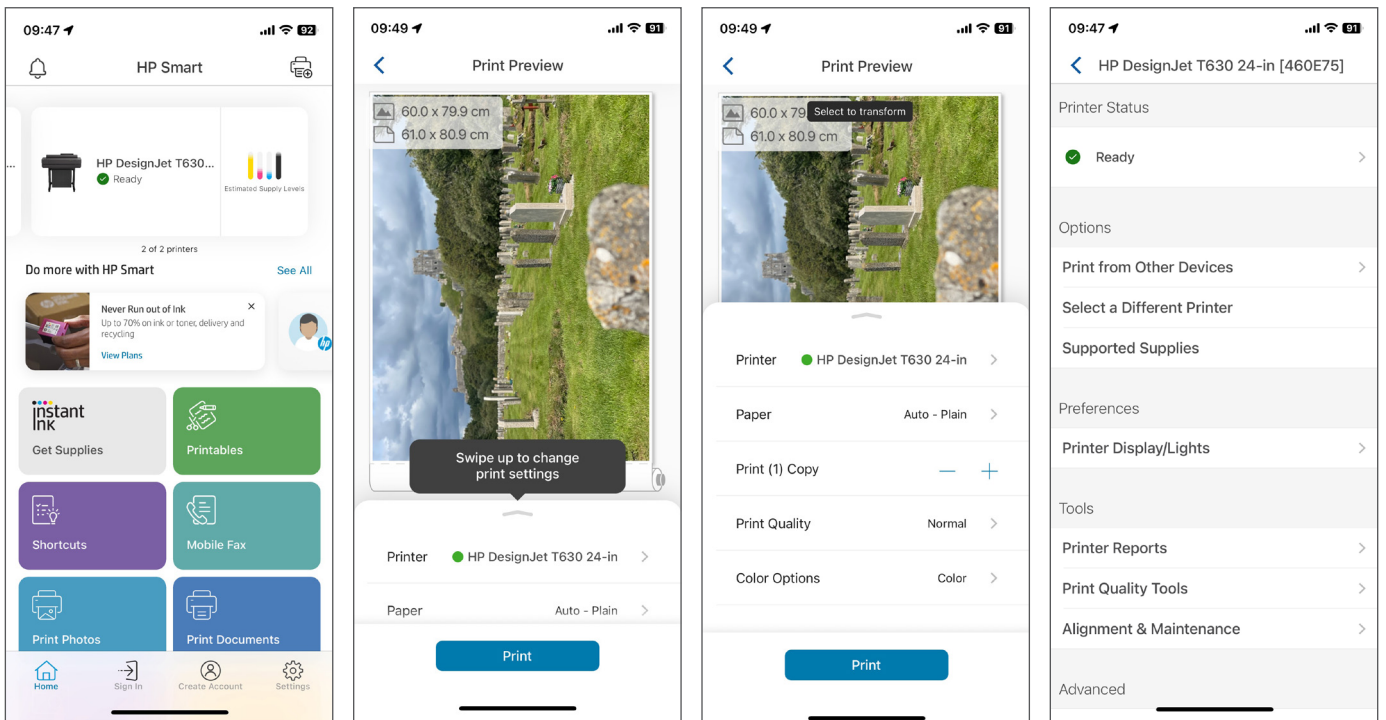 09:47
92
HP Smart
...
HP DesignJet T630...
Ready
Estimated Supply Levels
2 of 2 printers
Do more with HP Smart
See All
Never Run out of Ink
Up to 70% on ink or toner, delivery and
recycling
View Plans
hp
instant
ink
Get Supplies
Printables
Shortcuts
Mobile Fax
Print Photos
Print Documents
Home
Sign In
Create Account
Settings
09:49
91
Print Preview
60.0 x 79.9 cm
61.0 x 80.9 cm
Swipe up to change
print settings
Printer
HP DesignJet T630 24-in
Paper
Auto - Plain
Print
09:49
91
Print Preview
60.0 x 79
Select to transform
61.0 x 80.9 cm
Printer
HP DesignJet T630 24-in
Paper
Auto - Plain
Print (1) Copy
Print Quality
Normal
Color Options
Color
Print
09:47
91
HP DesignJet T630 24-in [460E75]
Printer Status
Ready
Options
Print from Other Devices
Select a Different Printer
Supported Supplies
Preferences
Printer Display/Lights
Tools
Printer Reports
Print Quality Tools
Alignment & Maintenance
Advanced